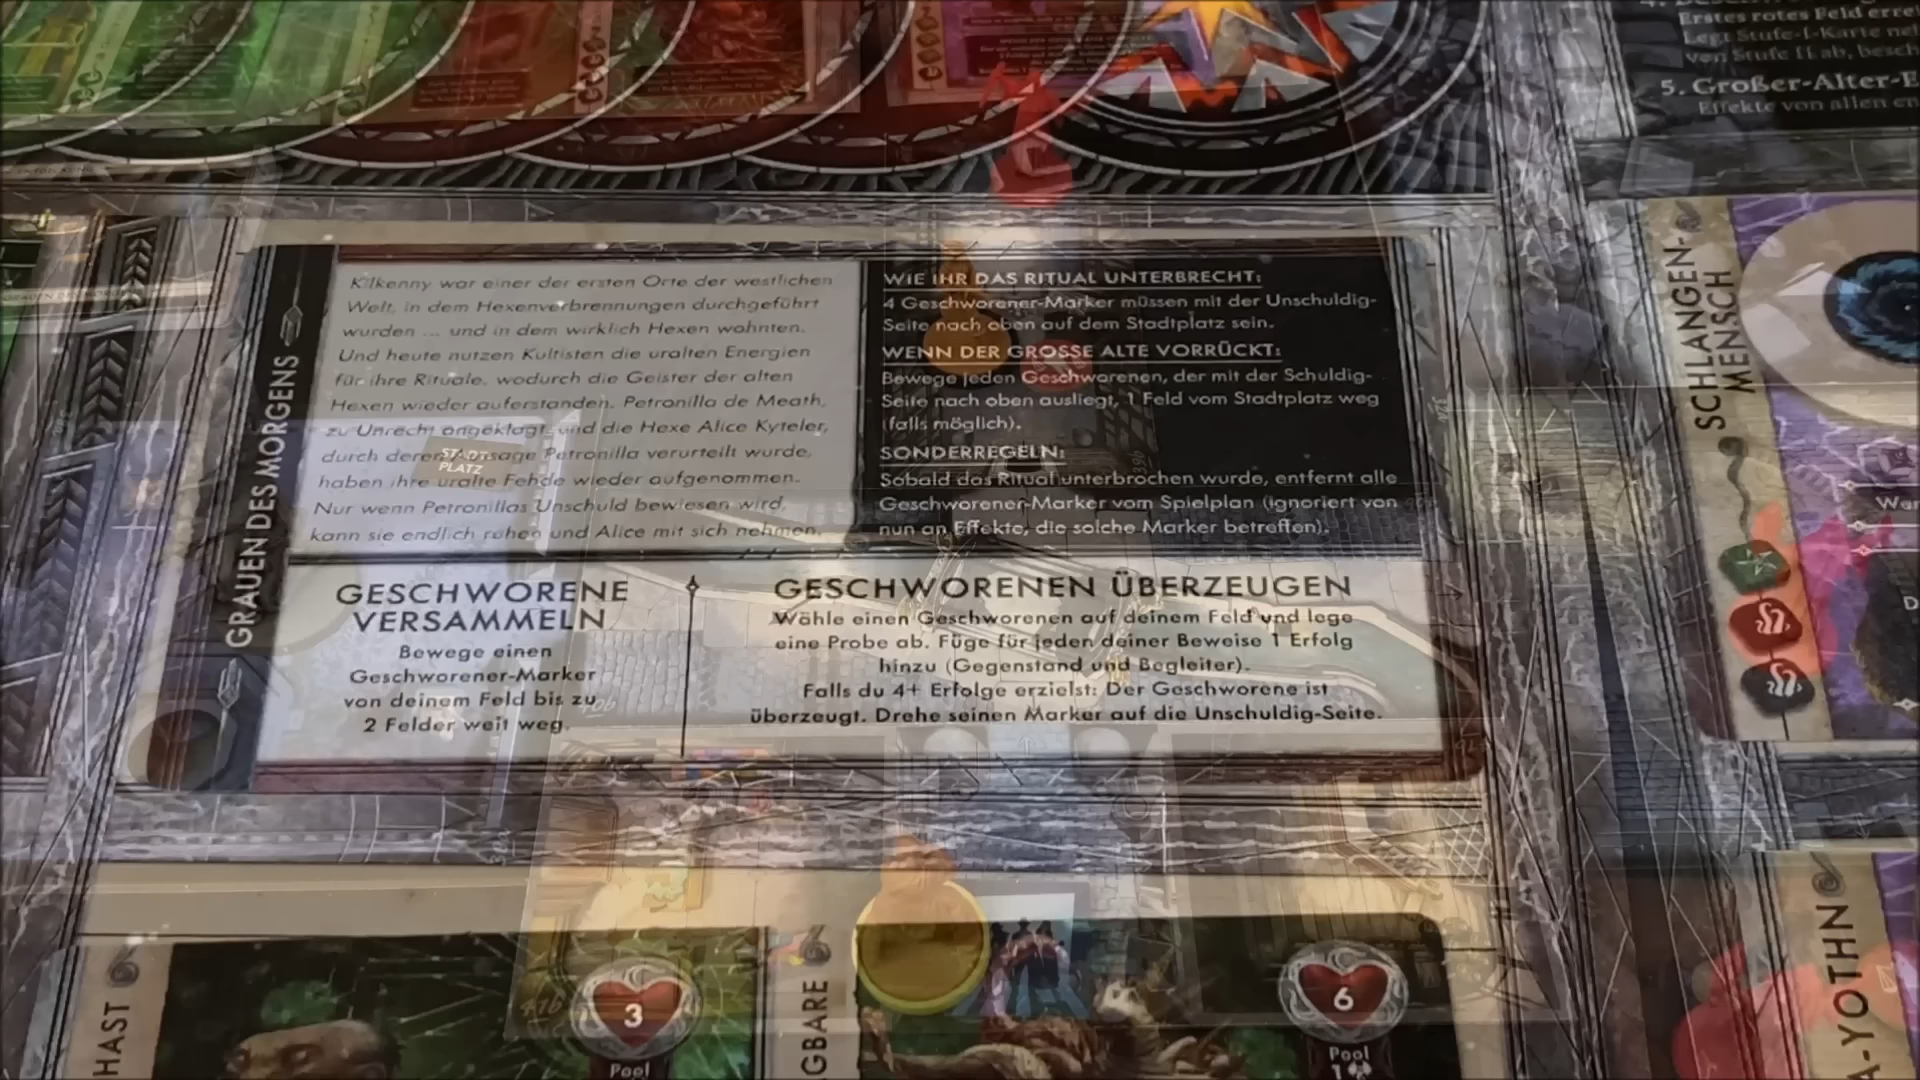 Erstes rotes Feld
Legt Stufe-I-Karte
von Stufe II ab,
5. Großer-Alter-E
Effekte von allen en
GRAUEN DES MORGENS
Kilkenny war einer der ersten Orte der westlichen
Welt, in dem Hexenverbrennungen durchgeführt
wurden ... und in dem wirklich Hexen wohnten.
Und heute nutzen Kultisten die uralten Energien
für ihre Rituale, wodurch die Geister der alten
Hexen wieder auferstanden. Petronilla de Meath,
zu Unrecht angeklagt, und die Hexe Alice Kyteler,
durch deren Aussage Petronilla verurteilt wurde,
haben ihre uralte Fehde wieder aufgenommen.
Nur wenn Petronillas Unschuld bewiesen wird,
kann sie endlich ruhen und Alice mit sich nehmen.
STADT-
PLATZ
WIE IHR DAS RITUAL UNTERBRECHT:
4 Geschworener-Marker müssen mit der Unschuldig-
Seite nach oben auf dem Stadtplatz sein.
WENN DER GROSSE ALTE VORRÜCKT:
Bewege jeden Geschworenen, der mit der Schuldig-
Seite nach oben ausliegt, 1 Feld vom Stadtplatz weg
(falls möglich).
SONDERREGELN:
Sobald das Ritual unterbrochen wurde, entfernt alle
Geschworener-Marker vom Spielplan (ignoriert von
nun an Effekte, die solche Marker betreffen).
GESCHWORENE
VERSAMMELN
Bewege einen
Geschworener-Marker
von deinem Feld bis zu
2 Felder weit weg.
GESCHWORENEN ÜBERZEUGEN
Wähle einen Geschworenen auf deinem Feld und lege
eine Probe ab. Füge für jeden deiner Beweise 1 Erfolg
hinzu (Gegenstand und Begleiter).
Falls du 4+ Erfolge erzielst: Der Geschworene ist
überzeugt. Drehe seinen Marker auf die Unschuldig-Seite.
SCHLANGEN-
MENSCH
HAST
3
Pool
GBARE
6
Pool
1
A-YOTHN